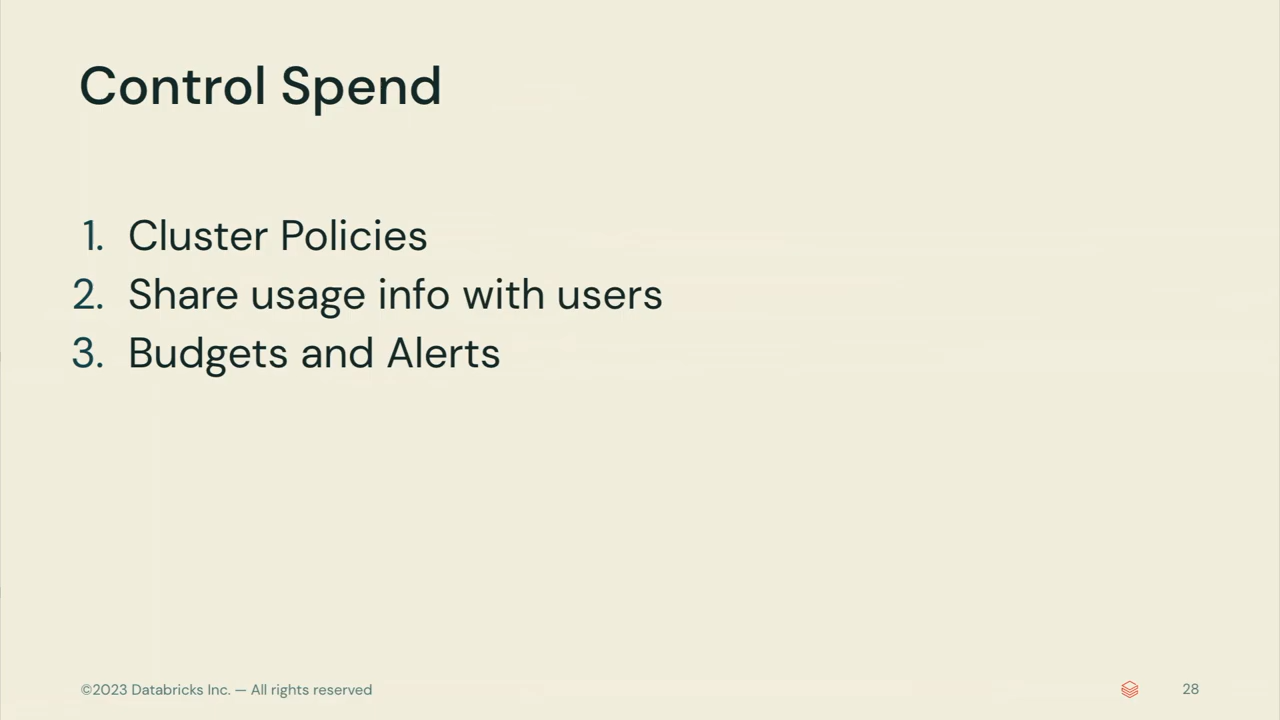 Control Spend
1. Cluster Policies
2. Share usage info with users
3. Budgets and Alerts
©2023 Databricks Inc. — All rights reserved
28